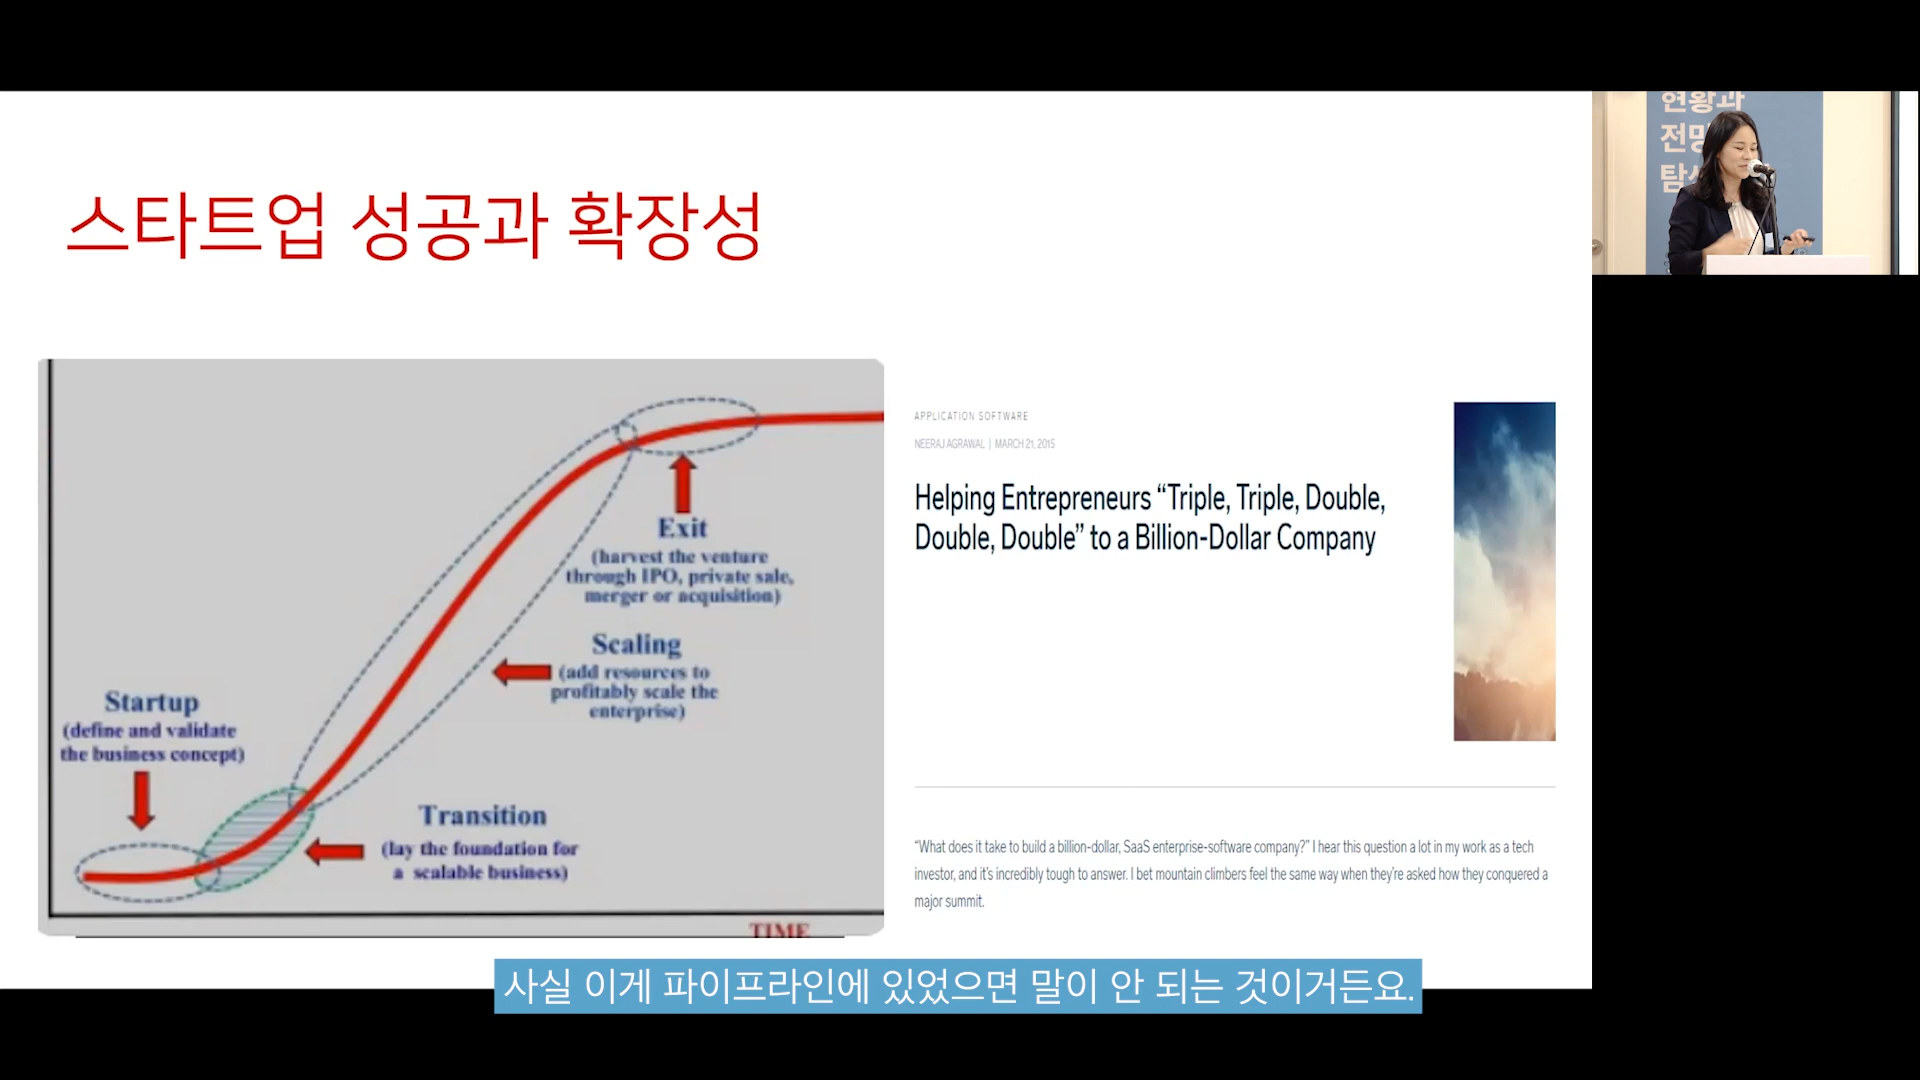 스타트업 성공과 확장성
현황과
전망
Exit
(harvest the venture
through IPO, private sale,
merger or acquisition)
Scaling
(add resources to
profitably scale the
enterprise)
Startup
(define and validate
the business concept)
Transition
(lay the foundation for
a scalable business)
TIME
APPLICATION SOFTWARE
NEERAJ AGRAWAL | MARCH 21, 2015
Helping Entrepreneurs “Triple, Triple, Double,
Double, Double” to a Billion-Dollar Company
“What does it take to build a billion-dollar, SaaS enterprise-software company?” I hear this question a lot in my work as a tech
investor, and it’s incredibly tough to answer. I bet mountain climbers feel the same way when they’re asked how they conquered a
major summit.
사실 이게 파이프라인에 있었으면 말이 안 되는 것이거든요.